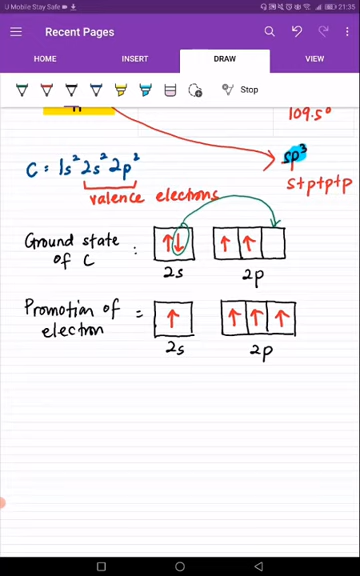 U Mobile Stay Safe
21:35
Recent Pages
HOME INSERT DRAW VIEW
Stop
109.5°
sp³
s+p+p+p
C = 1s² 2s² 2p²
valence electrons
Ground state of C :
2s 2p
Promotion of electron =
2s 2p